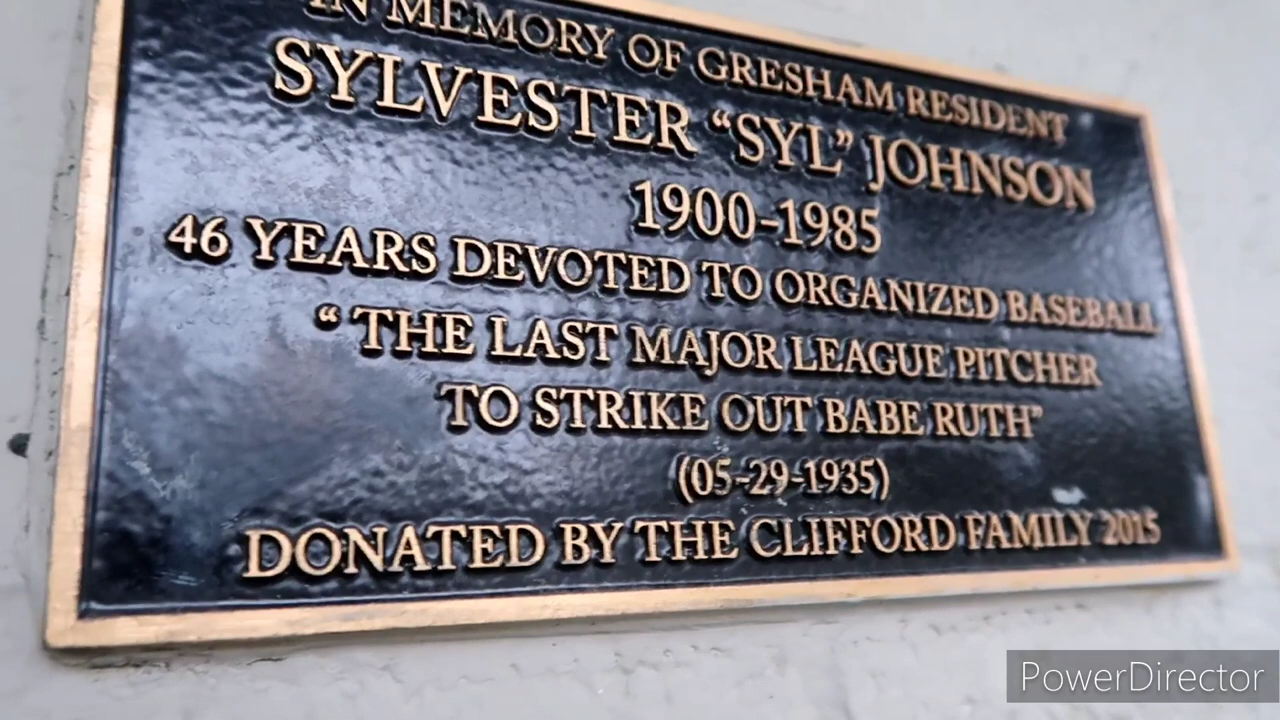 IN MEMORY OF GRESHAM RESIDENT
SYLVESTER “SYL” JOHNSON
1900-1985
46 YEARS DEVOTED TO ORGANIZED BASEBALL
“ THE LAST MAJOR LEAGUE PITCHER
TO STRIKE OUT BABE RUTH”
(05-29-1935)
DONATED BY THE CLIFFORD FAMILY 2015
PowerDirector